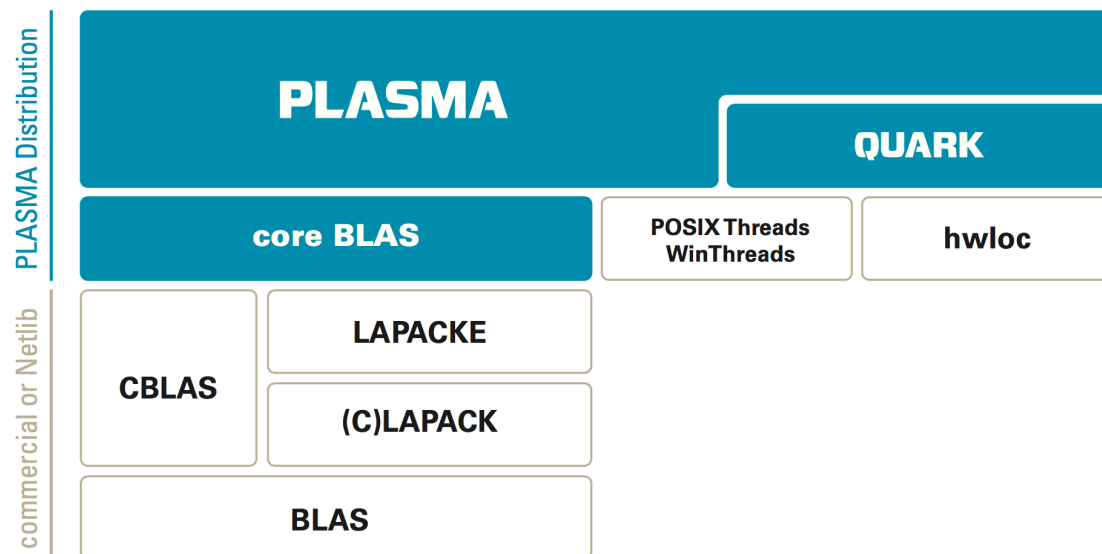 PLASMA Distribution
PLASMA
QUARK
core BLAS
POSIX Threads
WinThreads
hwloc
commercial or Netlib
CBLAS
LAPACKE
(C)LAPACK
BLAS